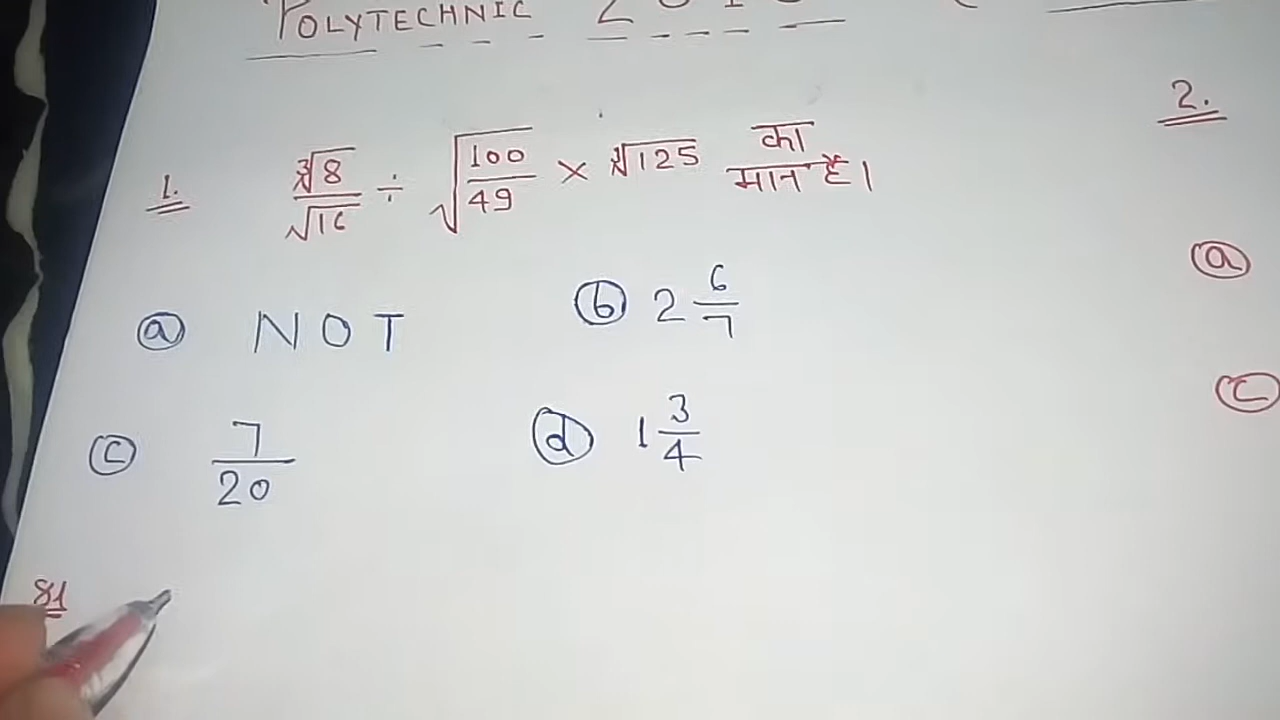 POLYTECHNIC
1. ∛8/√16 ÷ √(100/49) × ∛125 का मान है।
ⓐ NOT ⓑ 2 6/7
ⓒ 7/20 ⓓ 1 3/4
2.
ⓐ
ⓒ